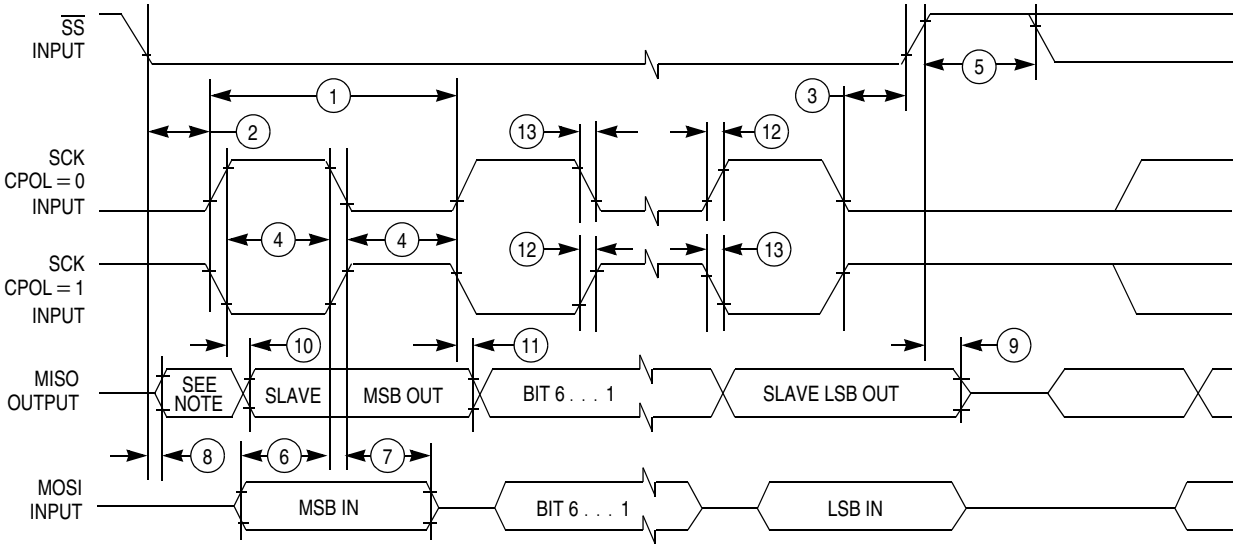 SS
INPUT
5
1
3
2
13
12
SCK
CPOL = 0
INPUT
4
4
12
13
SCK
CPOL = 1
INPUT
10
11
9
MISO
OUTPUT
SEE
NOTE
SLAVE
MSB OUT
BIT 6 . . . 1
SLAVE LSB OUT
8
6
7
MOSI
INPUT
MSB IN
BIT 6 . . . 1
LSB IN